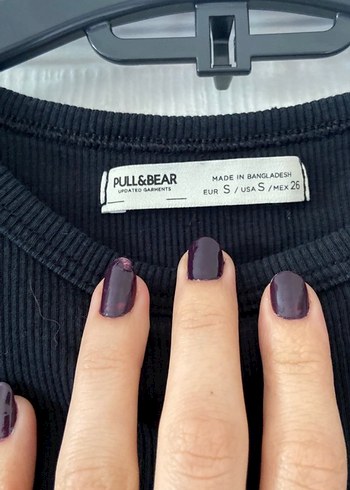 PULL&BEAR
UPDATED GARMENTS
MADE IN BANGLADESH
EUR S / USA S / MEX 26